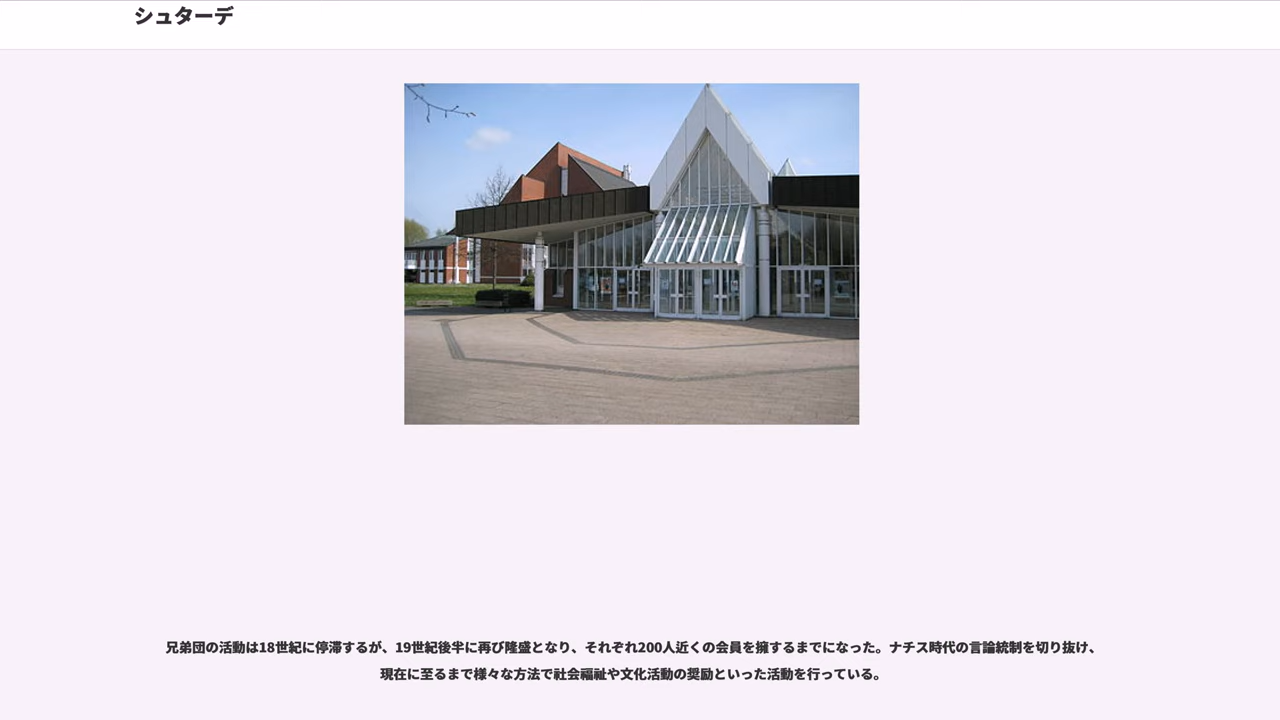 シュターデ
兄弟団の活動は18世紀に停滞するが、19世紀後半に再び隆盛となり、それぞれ200人近くの会員を擁するまでになった。ナチス時代の言論統制を切り抜け、
現在に至るまで様々な方法で社会福祉や文化活動の奨励といった活動を行っている。